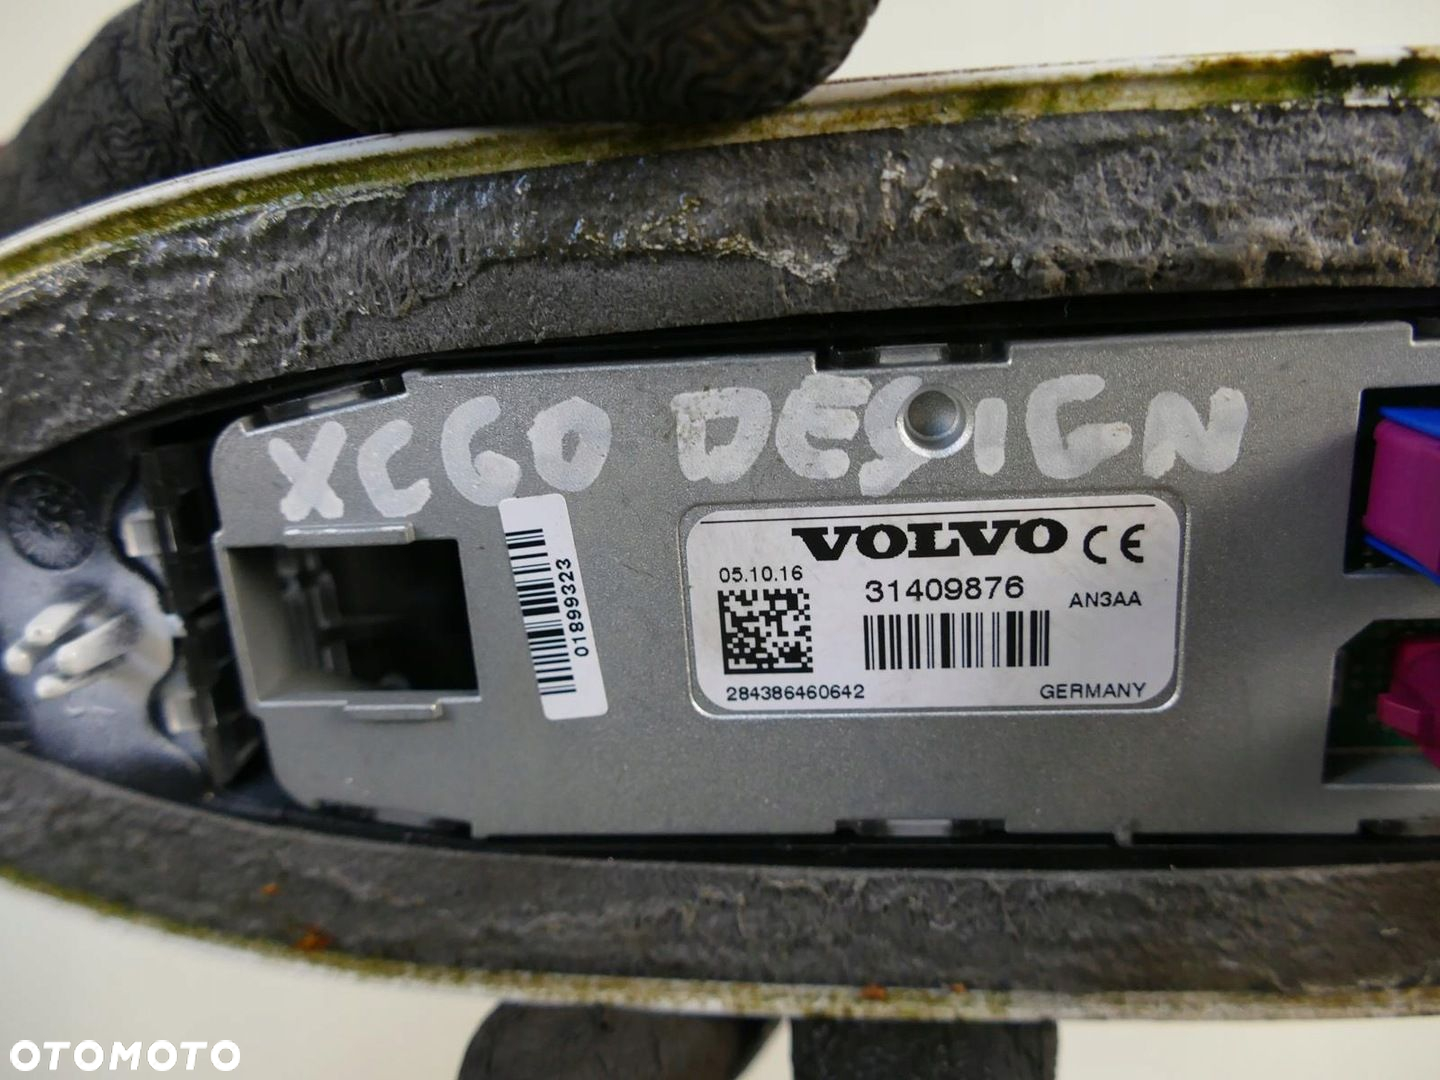 XC60 DESIGN
VOLVO CE
05.10.16
31409876
AN3AA
284386460642
GERMANY
01899323
OTOMOTO